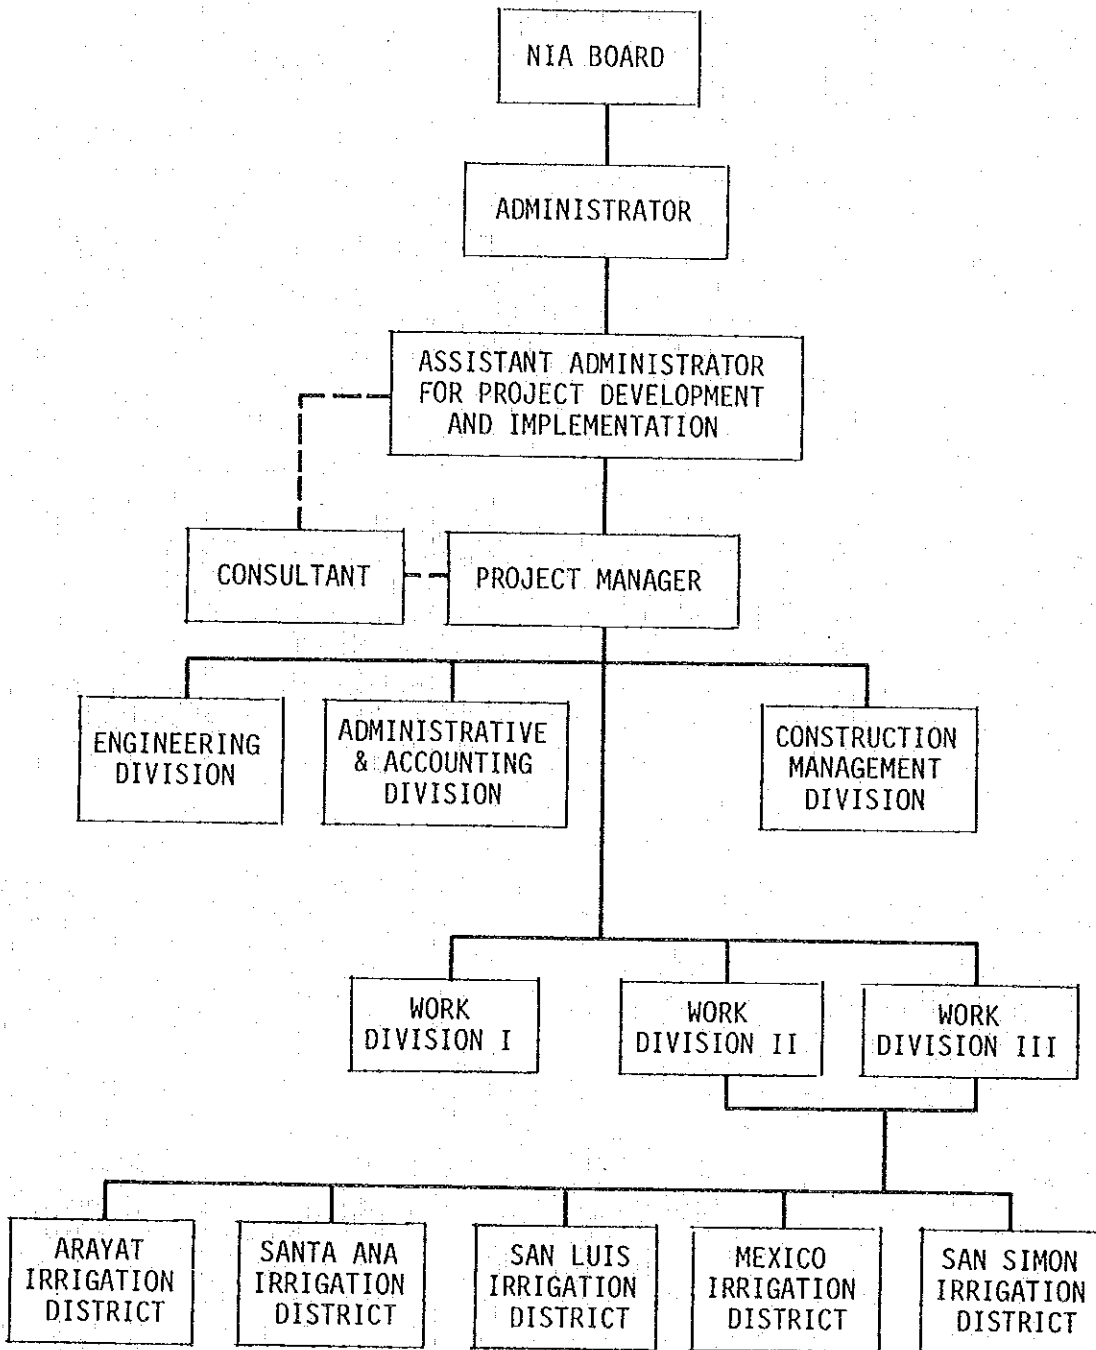 NIA BOARD
ADMINISTRATOR
ASSISTANT ADMINISTRATOR
FOR PROJECT DEVELOPMENT
AND IMPLEMENTATION
CONSULTANT
PROJECT MANAGER
ENGINEERING
DIVISION
ADMINISTRATIVE
& ACCOUNTING
DIVISION
CONSTRUCTION
MANAGEMENT
DIVISION
WORK
DIVISION I
WORK
DIVISION II
WORK
DIVISION III
ARAYAT
IRRIGATION
DISTRICT
SANTA ANA
IRRIGATION
DISTRICT
SAN LUIS
IRRIGATION
DISTRICT
MEXICO
IRRIGATION
DISTRICT
SAN SIMON
IRRIGATION
DISTRICT